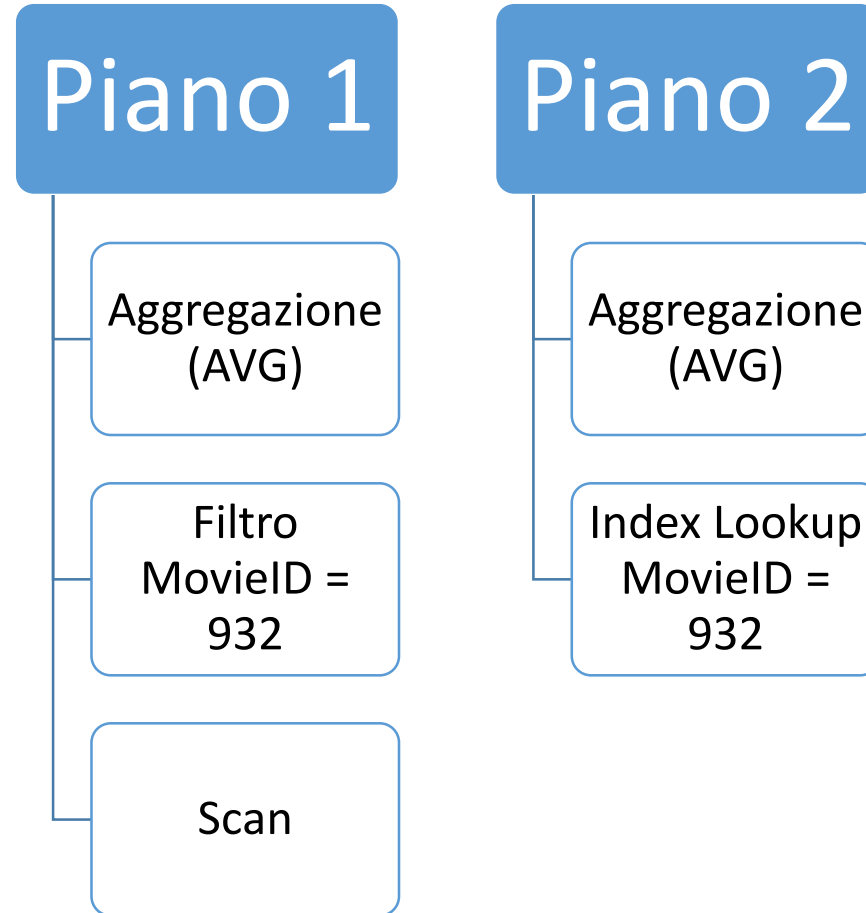 Piano 1
Aggregazione
(AVG)
Filtro
MovieID =
932
Scan
Piano 2
Aggregazione
(AVG)
Index Lookup
MovieID =
932